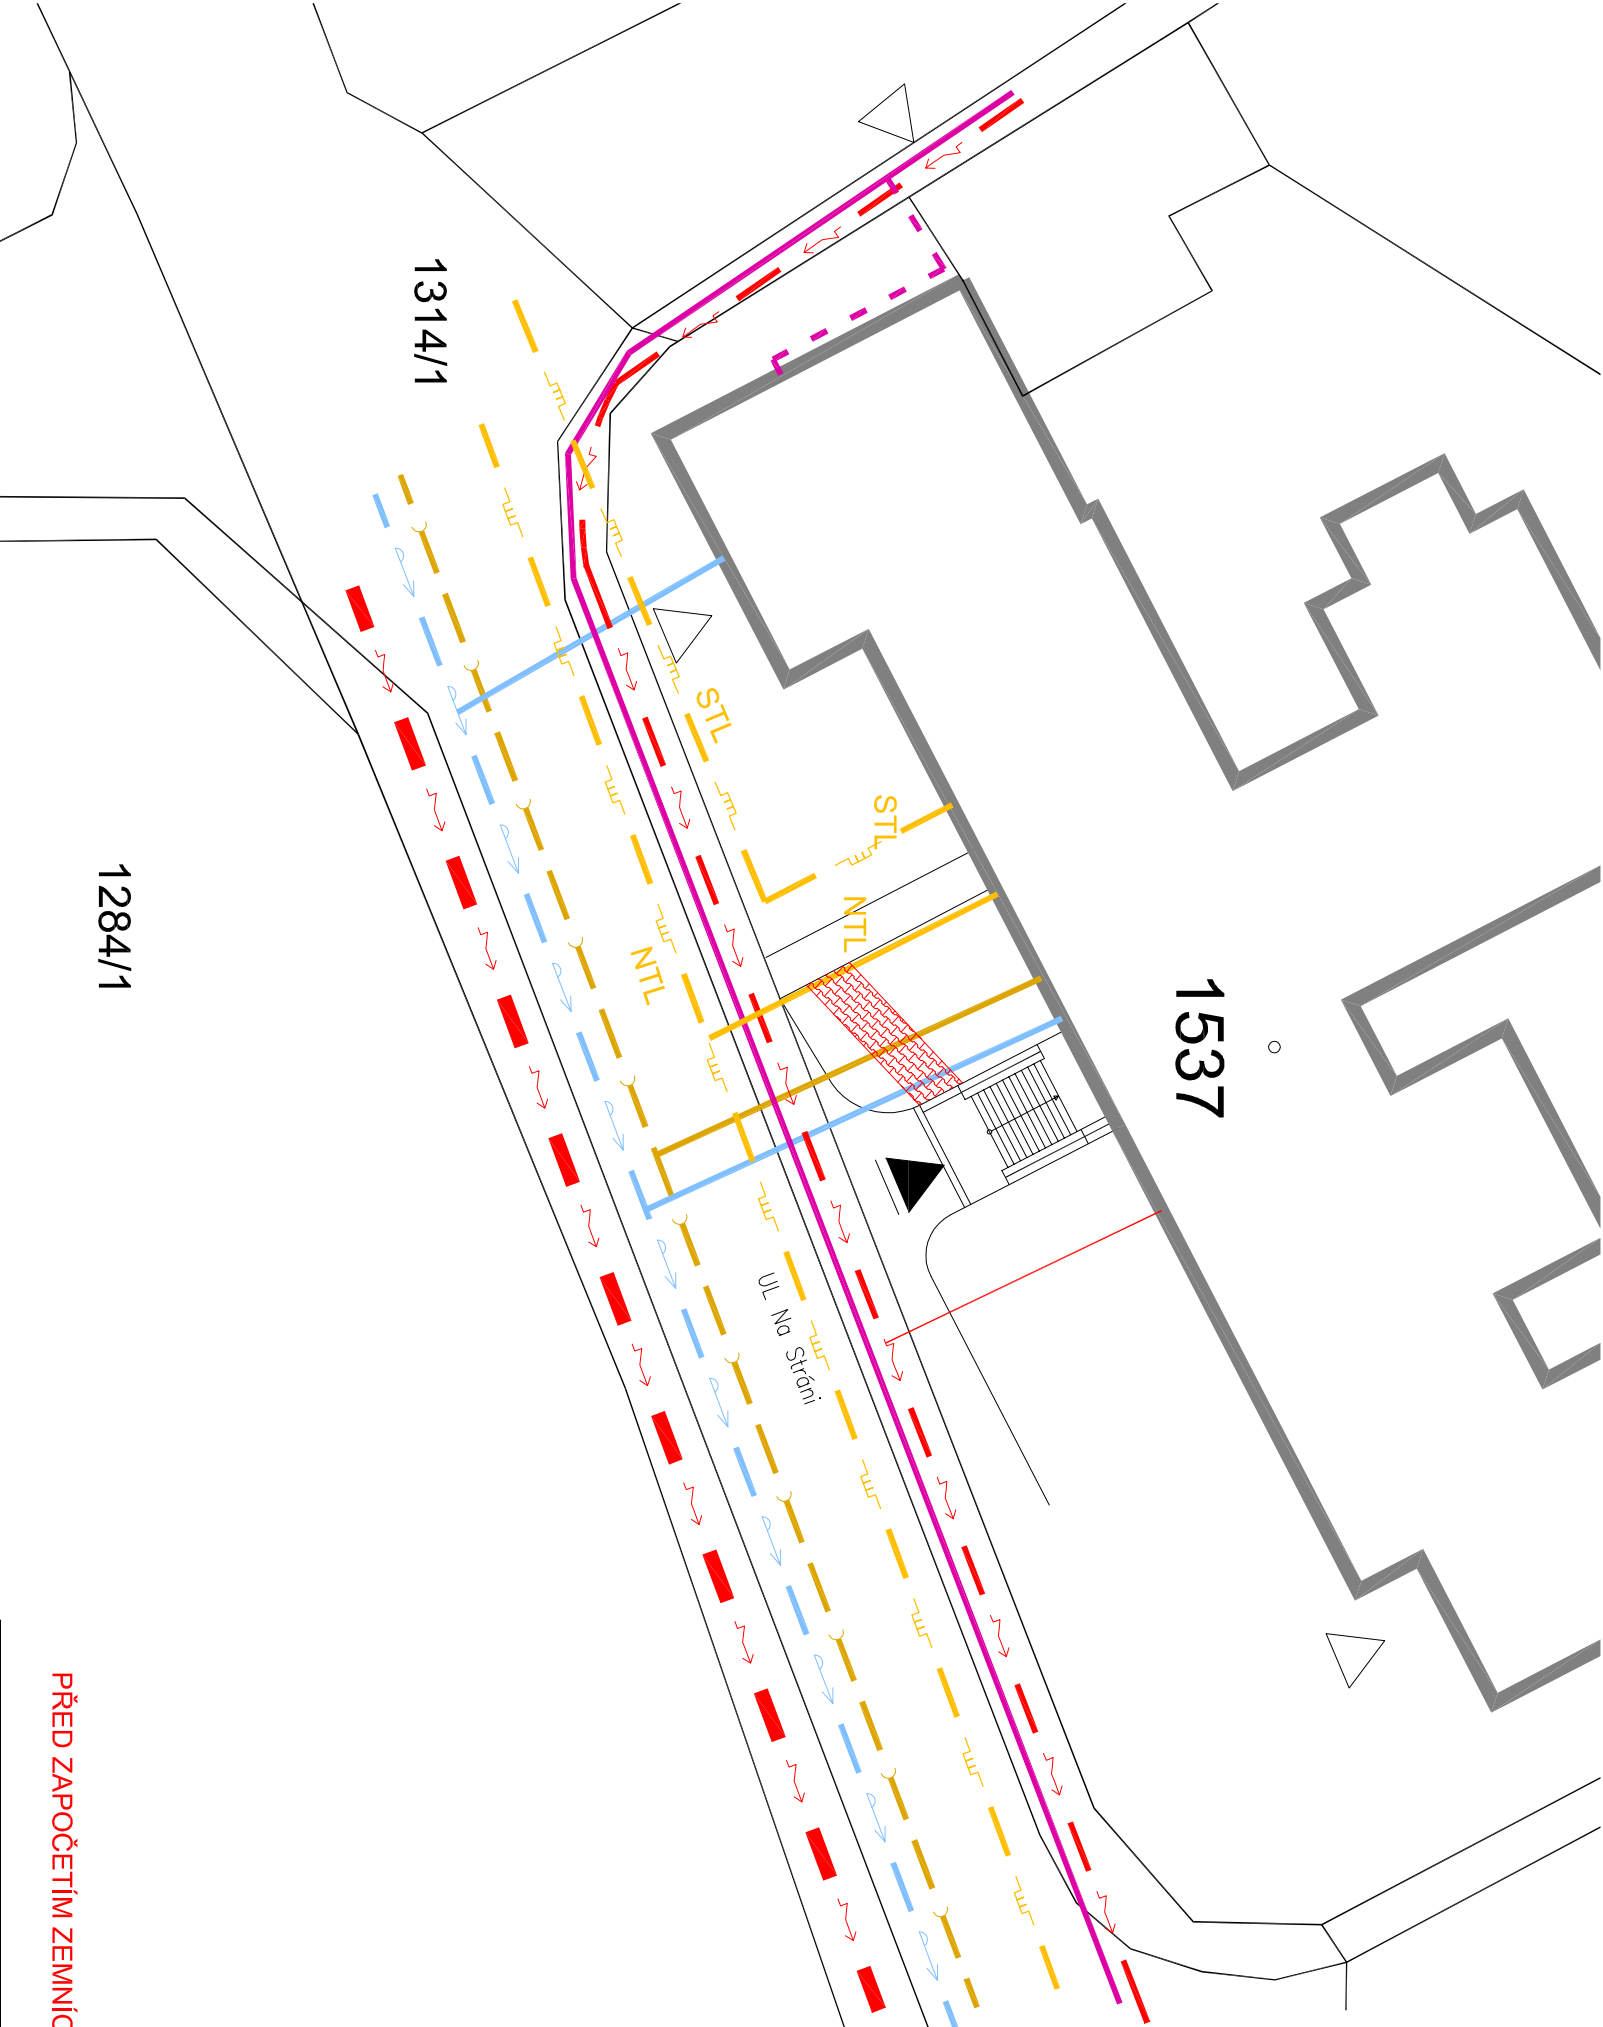 1314/1
STL
STL
NTL
NTL
1284/1
1537
UL Na Stráni
PŘED ZAPOČETÍM ZEMNÍC